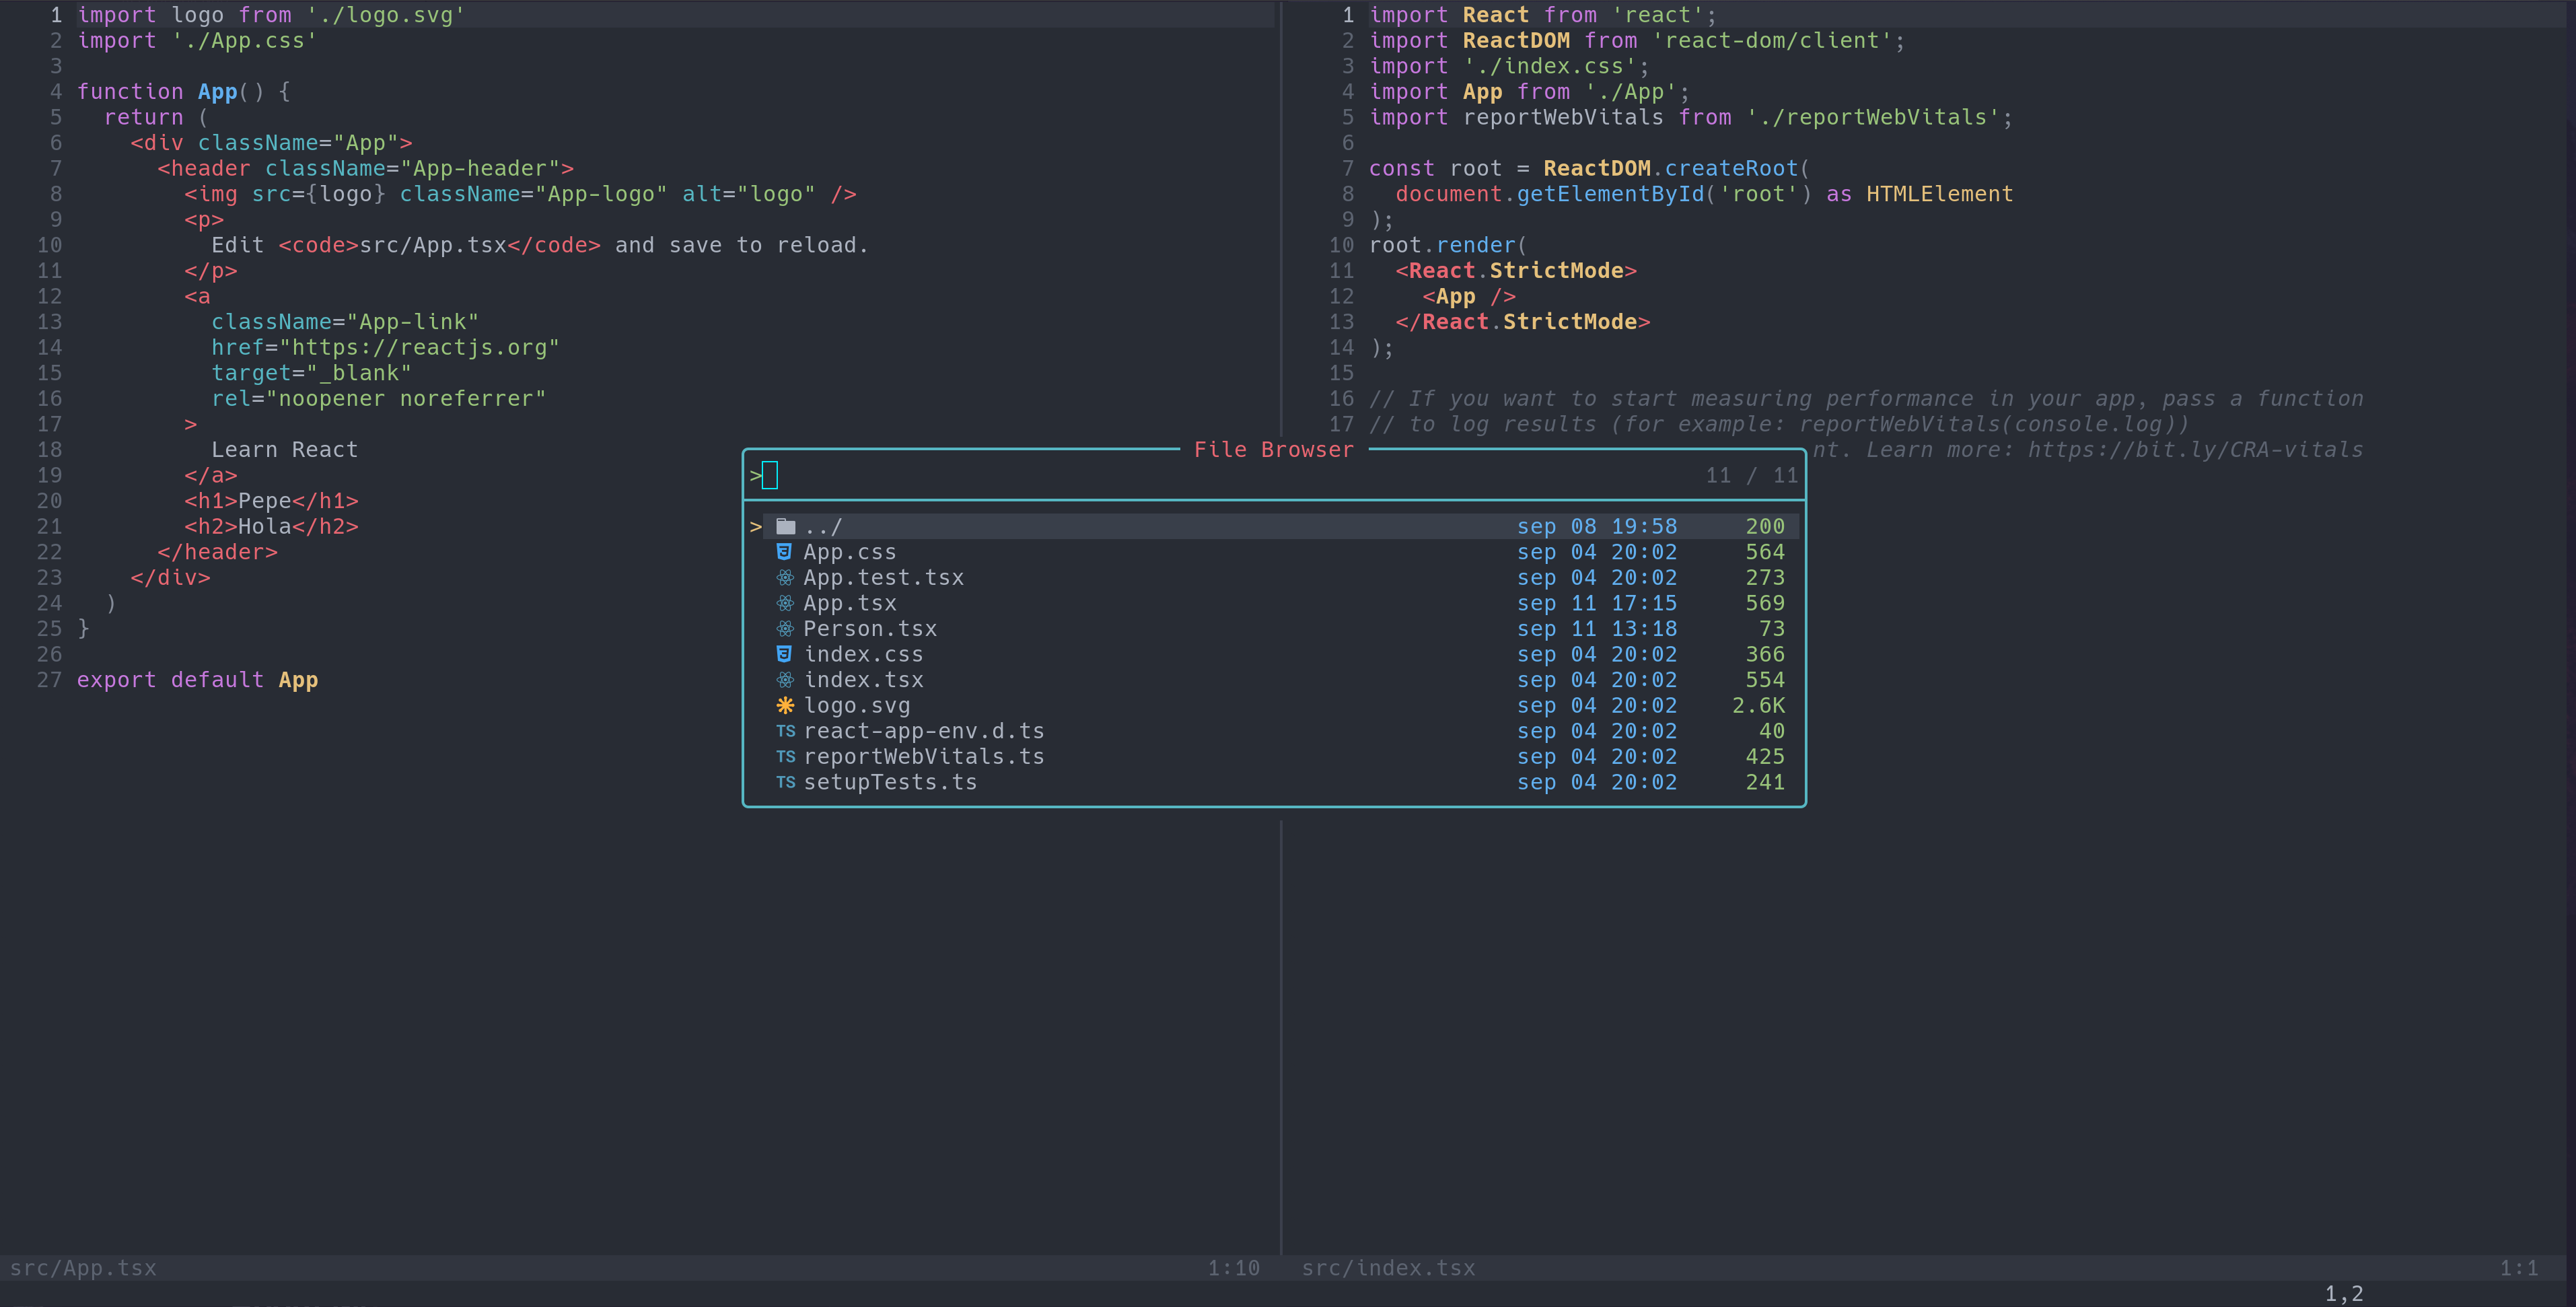 1 import logo from './logo.svg'
2 import './App.css'
3
4 function App() {
5   return (
6     <div className="App">
7       <header className="App-header">
8         <img src={logo} className="App-logo" alt="logo" />
9         <p>
10           Edit <code>src/App.tsx</code> and save to reload.
11         </p>
12         <a
13           className="App-link"
14           href="https://reactjs.org"
15           target="_blank"
16           rel="noopener noreferrer"
17         >
18           Learn React
19         </a>
20         <h1>Pepe</h1>
21         <h2>Hola</h2>
22       </header>
23     </div>
24   )
25 }
26
27 export default App
1 import React from 'react';
2 import ReactDOM from 'react-dom/client';
3 import './index.css';
4 import App from './App';
5 import reportWebVitals from './reportWebVitals';
6
7 const root = ReactDOM.createRoot(
8   document.getElementById('root') as HTMLElement
9 );
10 root.render(
11   <React.StrictMode>
12     <App />
13   </React.StrictMode>
14 );
15
16 // If you want to start measuring performance in your app, pass a function
17 // to log results (for example: reportWebVitals(console.log))
nt. Learn more: https://bit.ly/CRA-vitals
File Browser
> 11 / 11
> ../ sep 08 19:58 200
App.css sep 04 20:02 564
App.test.tsx sep 04 20:02 273
App.tsx sep 11 17:15 569
Person.tsx sep 11 13:18 73
index.css sep 04 20:02 366
index.tsx sep 04 20:02 554
logo.svg sep 04 20:02 2.6K
TS react-app-env.d.ts sep 04 20:02 40
TS reportWebVitals.ts sep 04 20:02 425
TS setupTests.ts sep 04 20:02 241
src/App.tsx 1:10
src/index.tsx 1:1
1,2